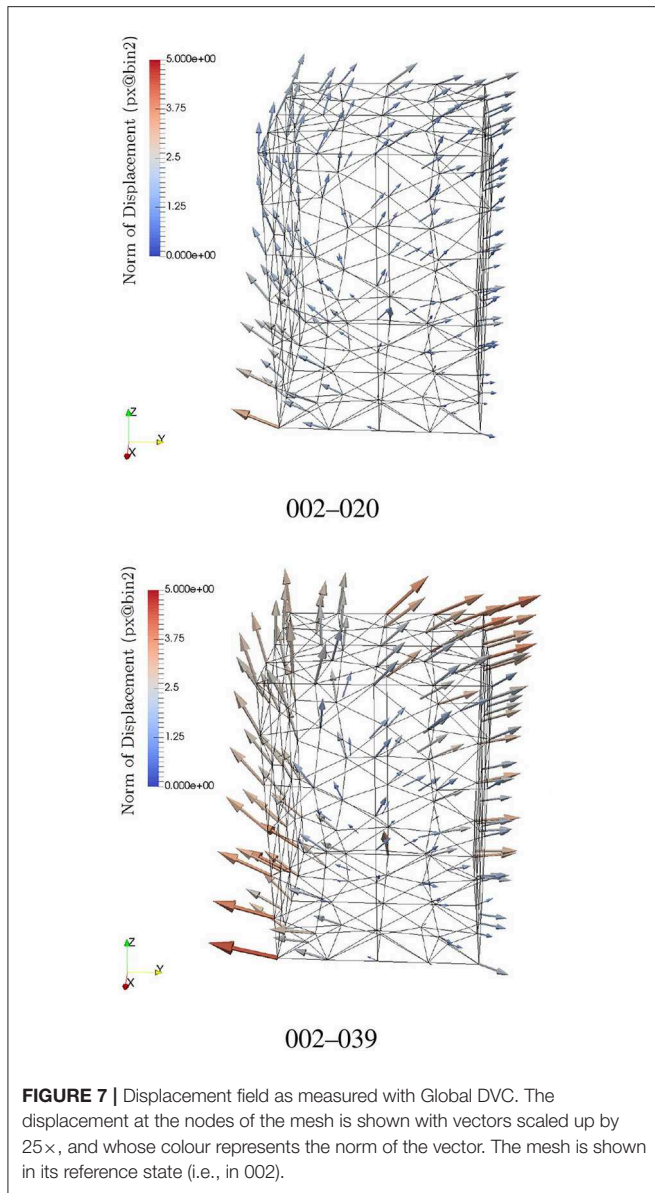 Norm of Displacement (px@bin2)
5.000e+00
3.75
2.5
1.25
0.000e+00
Z
Y
X
002–020
Norm of Displacement (px@bin2)
5.000e+00
3.75
2.5
1.25
0.000e+00
Z
Y
X
002–039
FIGURE 7 | Displacement field as measured with Global DVC. The
displacement at the nodes of the mesh is shown with vectors scaled up by
25×, and whose colour represents the norm of the vector. The mesh is shown
in its reference state (i.e., in 002).